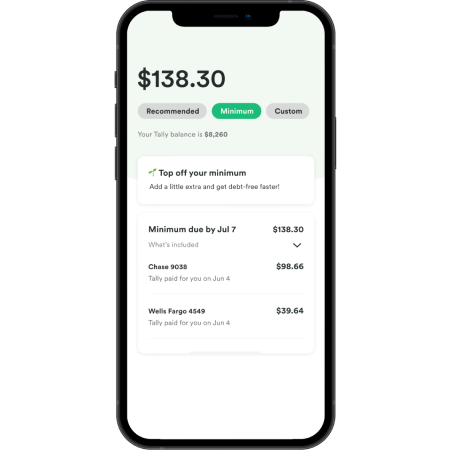 $138.30
Recommended
Minimum
Custom
Your Tally balance is $8,260
Top off your minimum
Add a little extra and get debt-free faster!
Minimum due by Jul 7 $138.30
What's included
Chase 9038 $98.66
Tally paid for you on Jun 4
Wells Fargo 4549 $39.64
Tally paid for you on Jun 4